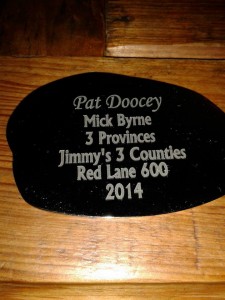 Pat Doocey
Mick Byrne
3 Provinces
Jimmy's 3 Counties
Red Lane 600
2014